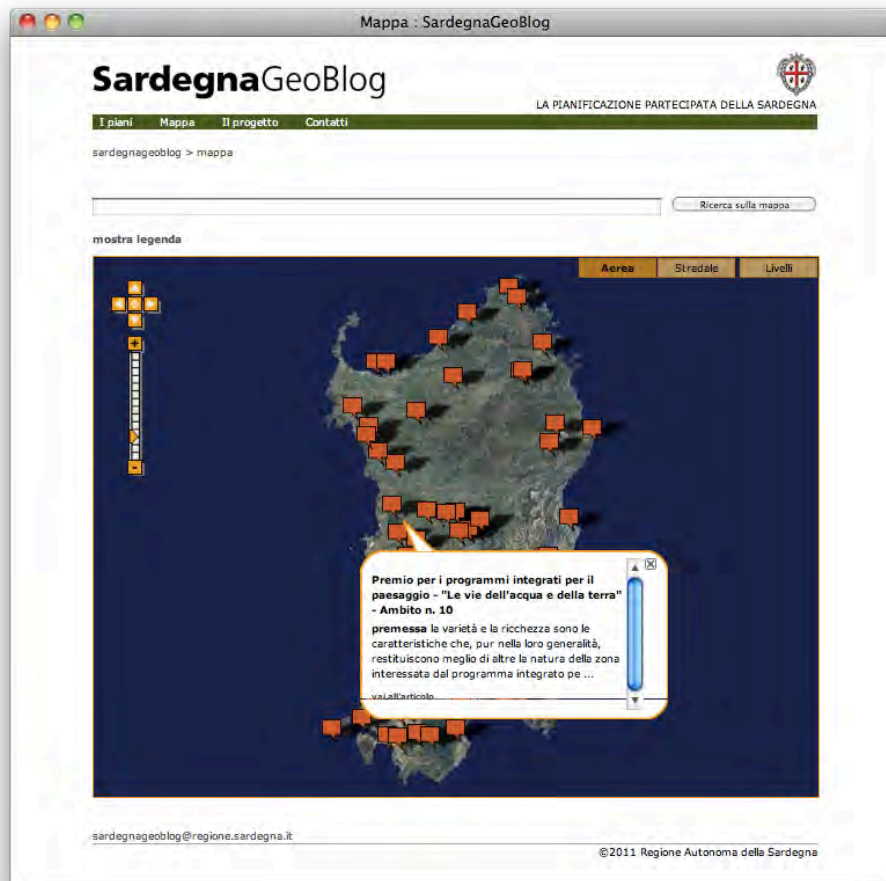 Mappa : SardegnaGeoBlog
SardegnaGeoBlog
LA PIANIFICAZIONE PARTECIPATA DELLA SARDEGNA
I piani Mappa Il progetto Contatti
sardegnageoblog > mappa
Ricerca sulla mappa
mostra legenda
Aerea Stradale Livelli
+
-
Premio per i programmi integrati per il
paesaggio - "Le vie dell'acqua e della terra"
- Ambito n. 10
premessa la varietà e la ricchezza sono le
caratteristiche che, pur nella loro generalità,
restituiscono meglio di altre la natura della zona
interessata dal programma integrato pe ...
vai all'articolo
sardegnageoblog@regione.sardegna.it
©2011 Regione Autonoma della Sardegna